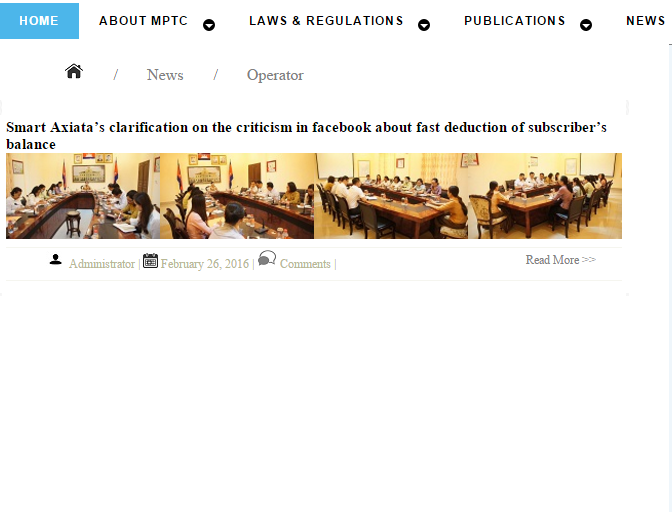 HOME ABOUT MPTC LAWS & REGULATIONS PUBLICATIONS NEWS
/ News / Operator
Smart Axiata’s clarification on the criticism in facebook about fast deduction of subscriber’s
balance
Administrator | February 26, 2016 | Comments | Read More >>